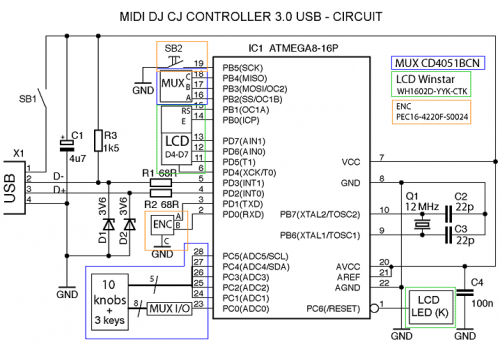 MIDI DJ CJ CONTROLLER 3.0 USB - CIRCUIT
SB2
IC1 ATMEGA8-16P
MUX CD4051BCN
LCD Winstar
WH1602D-YYK-CTK
ENC
PEC16-4220F-S0024
GND
MUX
C
B
A
19
18
17
16
15
14
PB5(SCK)
PB4(MISO)
PB3(MOSI/OC2)
PB2(SS/OC1B)
PB1(OC1A)
PB0(ICP)
RS
E
LCD
D4-D7
13
12
11
6
PD7(AIN1)
PD6(AIN0)
PD5(T1)
PD4(XCK/T0)
5
4
3
2
PD3(INT1)
PD2(INT0)
PD1(TXD)
PD0(RXD)
SB1
C1
4u7
R3
1k5
X1
USB
1
2
3
4
D-
D+
R1 68R
R2 68R
3V6
D1
3V6
D2
GND
GND
ENC
A
B
C
GND
VCC
7
GND
8
PB7(XTAL2/TOSC2)
10
PB6(XTAL1/TOSC1)
9
Q1
12 MHz
C2
22p
C3
22p
10
knobs
+
3 keys
5
8
MUX I/O
28
27
26
25
24
23
PC5(ADC5/SCL)
PC4(ADC4/SDA)
PC3(ADC3)
PC2(ADC2)
PC1(ADC1)
PC0(ADC0)
AVCC
20
AREF
21
AGND
22
PC6(/RESET)
1
LCD
LED (K)
C4
100n
GND
GND